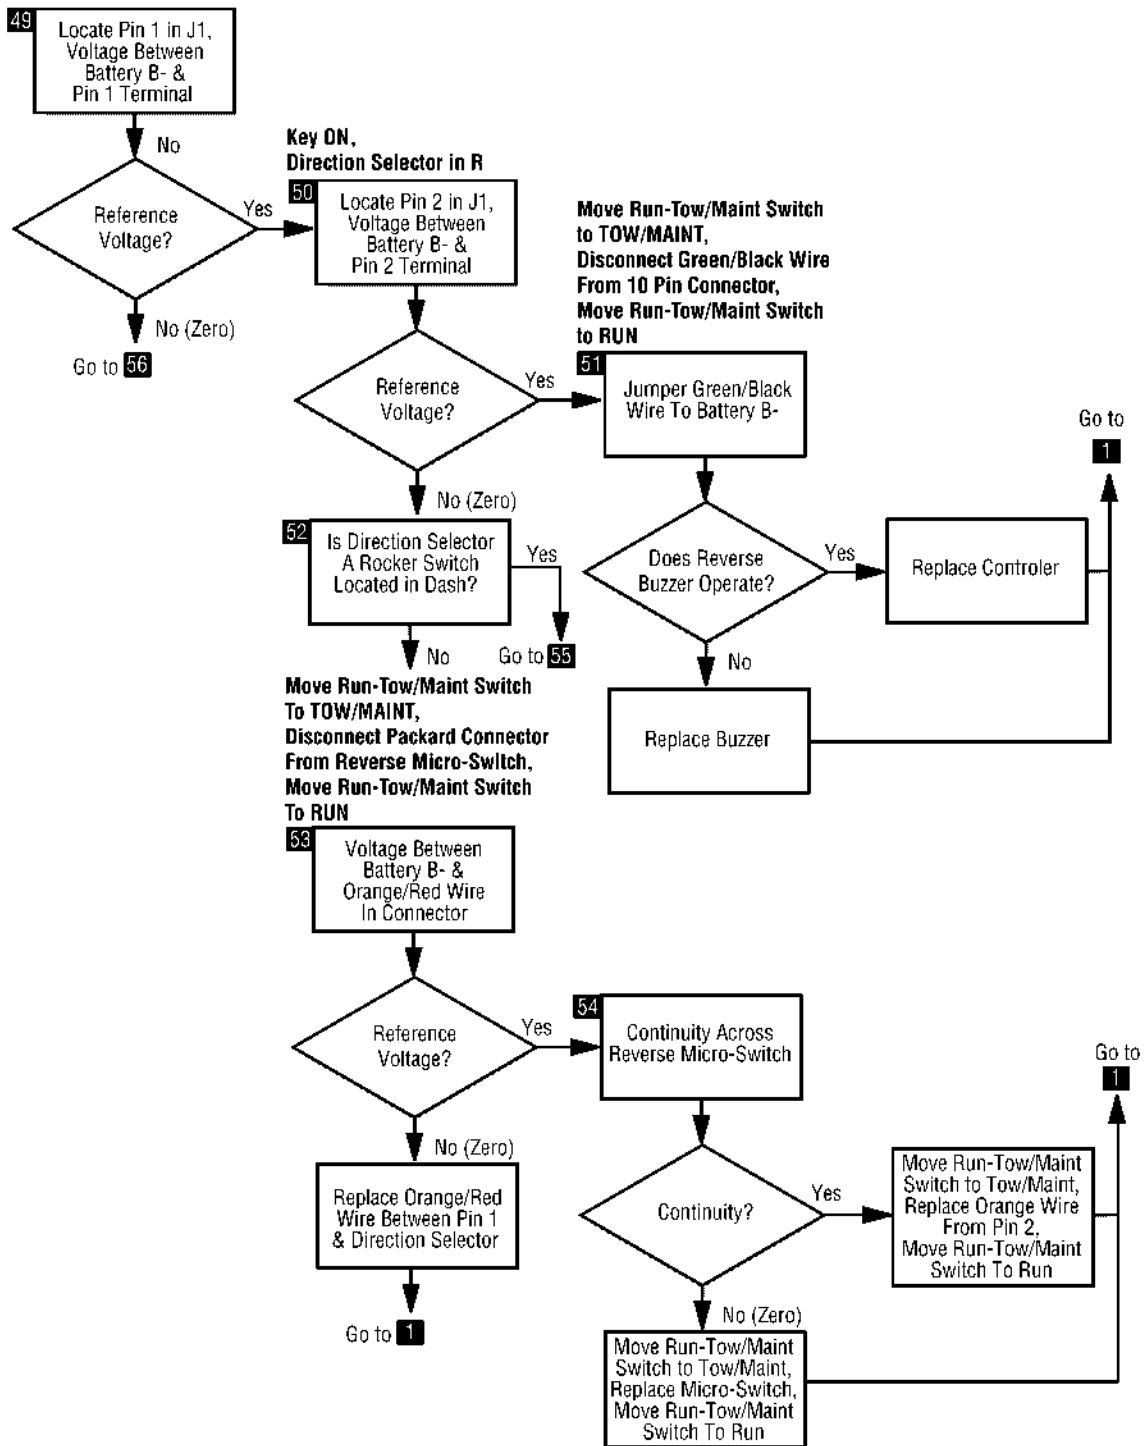 49
Locate Pin 1 in J1,
Voltage Between
Battery B- &
Pin 1 Terminal
No
Reference
Voltage?
Yes
No (Zero)
Go to 56
Key ON,
Direction Selector in R
50
Locate Pin 2 in J1,
Voltage Between
Battery B- &
Pin 2 Terminal
Reference
Voltage?
Yes
No (Zero)
Move Run-Tow/Maint Switch
to TOW/MAINT,
Disconnect Green/Black Wire
From 10 Pin Connector,
Move Run-Tow/Maint Switch
to RUN
51
Jumper Green/Black
Wire To Battery B-
Does Reverse
Buzzer Operate?
Yes
Replace Controler
Go to
1
No
Replace Buzzer
52
Is Direction Selector
A Rocker Switch
Located in Dash?
Yes
Go to 55
No
Move Run-Tow/Maint Switch
To TOW/MAINT,
Disconnect Packard Connector
From Reverse Micro-Switch,
Move Run-Tow/Maint Switch
To RUN
53
Voltage Between
Battery B- &
Orange/Red Wire
In Connector
Reference
Voltage?
Yes
No (Zero)
Replace Orange/Red
Wire Between Pin 1
& Direction Selector
Go to 1
54
Continuity Across
Reverse Micro-Switch
Continuity?
Yes
Move Run-Tow/Maint
Switch to Tow/Maint,
Replace Orange Wire
From Pin 2,
Move Run-Tow/Maint
Switch To Run
Go to
1
No (Zero)
Move Run-Tow/Maint
Switch to Tow/Maint,
Replace Micro-Switch,
Move Run-Tow/Maint
Switch To Run